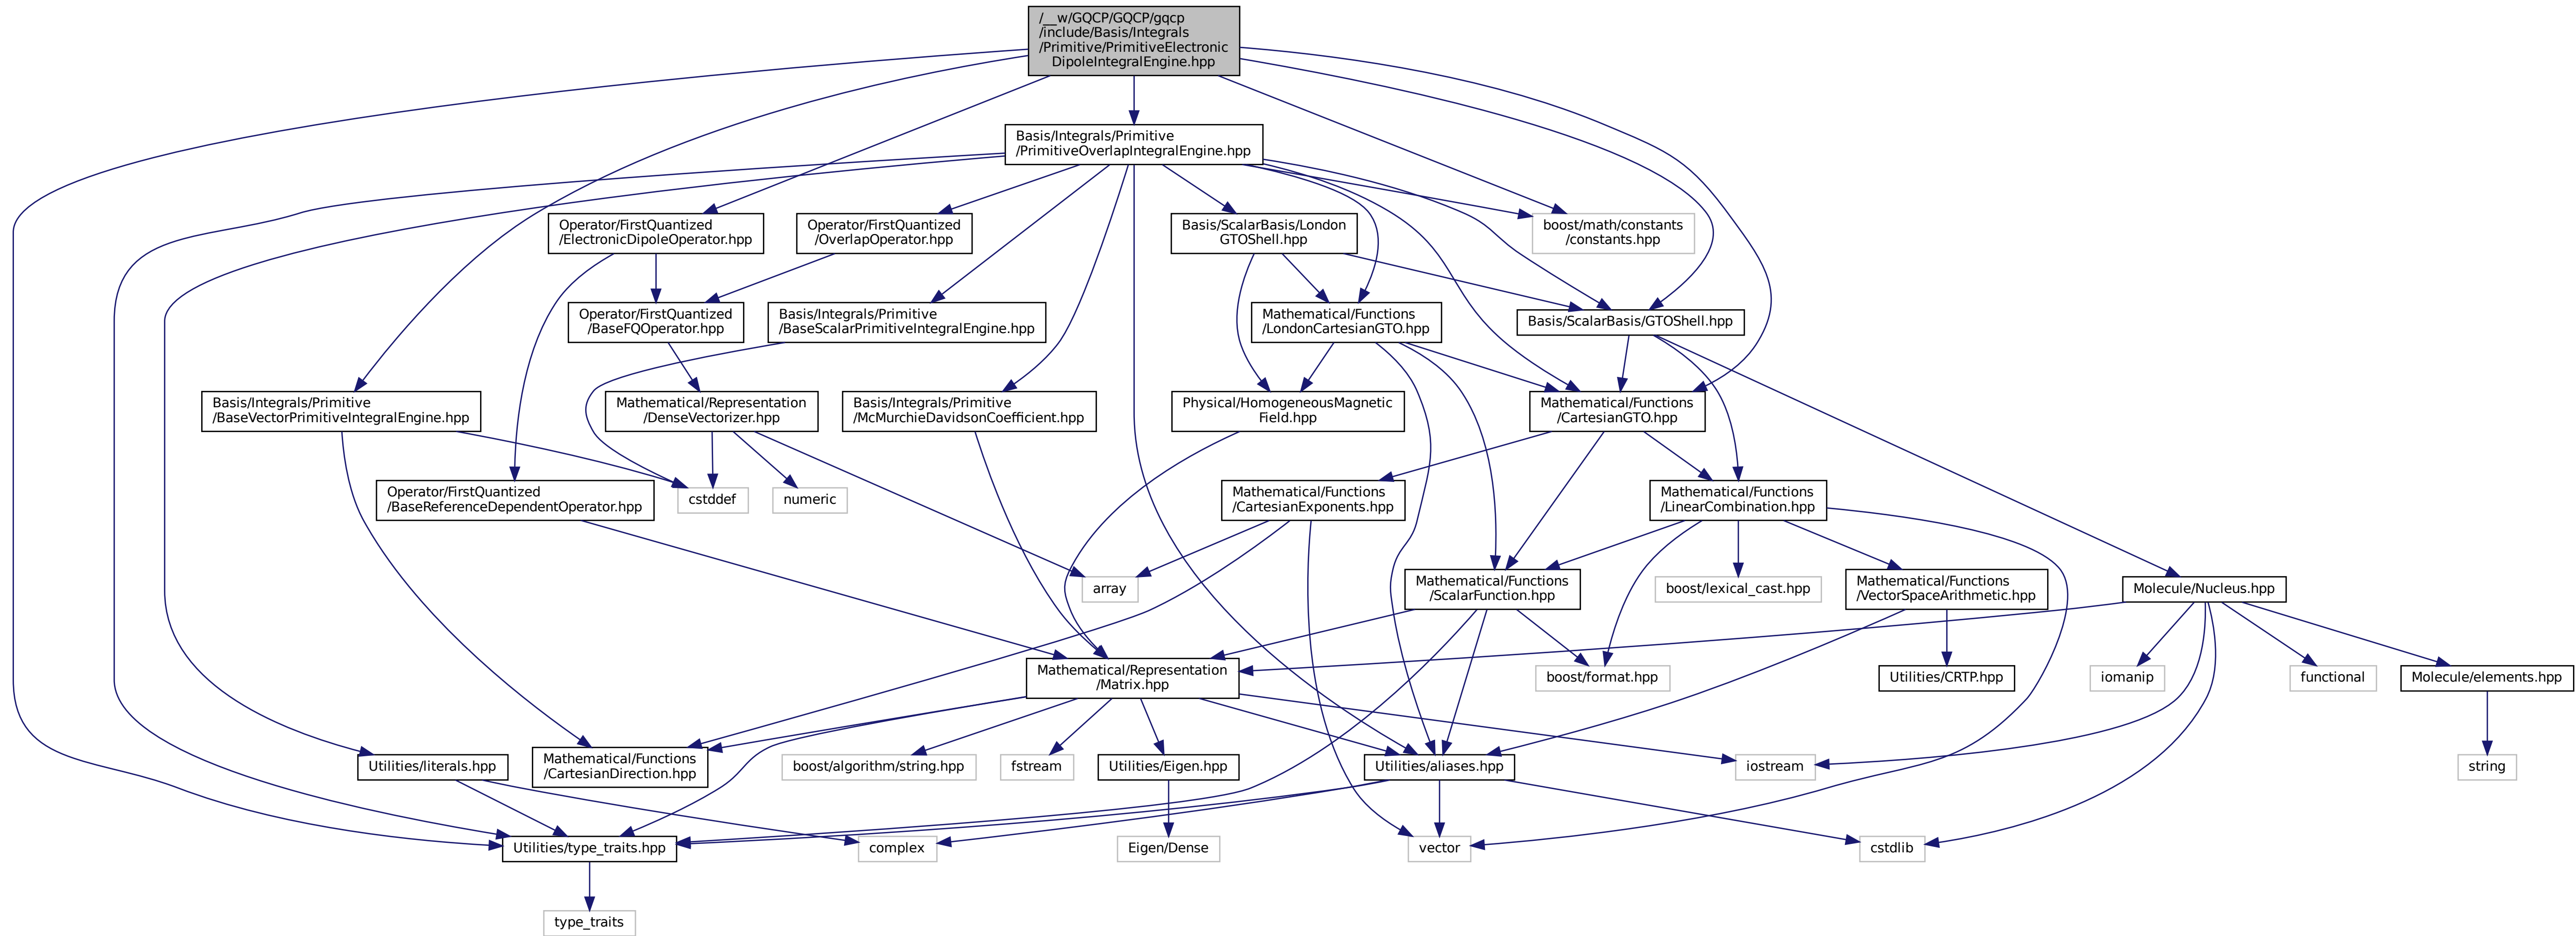 /__w/GQCP/GQCP/gqcp
/include/Basis/Integrals
/Primitive/PrimitiveElectronic
DipoleIntegralEngine.hpp
Basis/Integrals/Primitive
/PrimitiveOverlapIntegralEngine.hpp
Operator/FirstQuantized
/ElectronicDipoleOperator.hpp
Operator/FirstQuantized
/OverlapOperator.hpp
Basis/ScalarBasis/London
GTOShell.hpp
boost/math/constants
/constants.hpp
Operator/FirstQuantized
/BaseFQOperator.hpp
Basis/Integrals/Primitive
/BaseScalarPrimitiveIntegralEngine.hpp
Mathematical/Functions
/LondonCartesianGTO.hpp
Basis/ScalarBasis/GTOShell.hpp
Basis/Integrals/Primitive
/BaseVectorPrimitiveIntegralEngine.hpp
Mathematical/Representation
/DenseVectorizer.hpp
Basis/Integrals/Primitive
/McMurchieDavidsonCoefficient.hpp
Physical/HomogeneousMagnetic
Field.hpp
Mathematical/Functions
/CartesianGTO.hpp
Operator/FirstQuantized
/BaseReferenceDependentOperator.hpp
cstddef
numeric
Mathematical/Functions
/CartesianExponents.hpp
Mathematical/Functions
/LinearCombination.hpp
array
Mathematical/Functions
/ScalarFunction.hpp
boost/lexical_cast.hpp
Mathematical/Functions
/VectorSpaceArithmetic.hpp
Molecule/Nucleus.hpp
Mathematical/Representation
/Matrix.hpp
boost/format.hpp
Utilities/CRTP.hpp
iomanip
functional
Molecule/elements.hpp
Utilities/literals.hpp
Mathematical/Functions
/CartesianDirection.hpp
boost/algorithm/string.hpp
fstream
Utilities/Eigen.hpp
Utilities/aliases.hpp
iostream
string
Utilities/type_traits.hpp
complex
Eigen/Dense
vector
cstdlib
type_traits